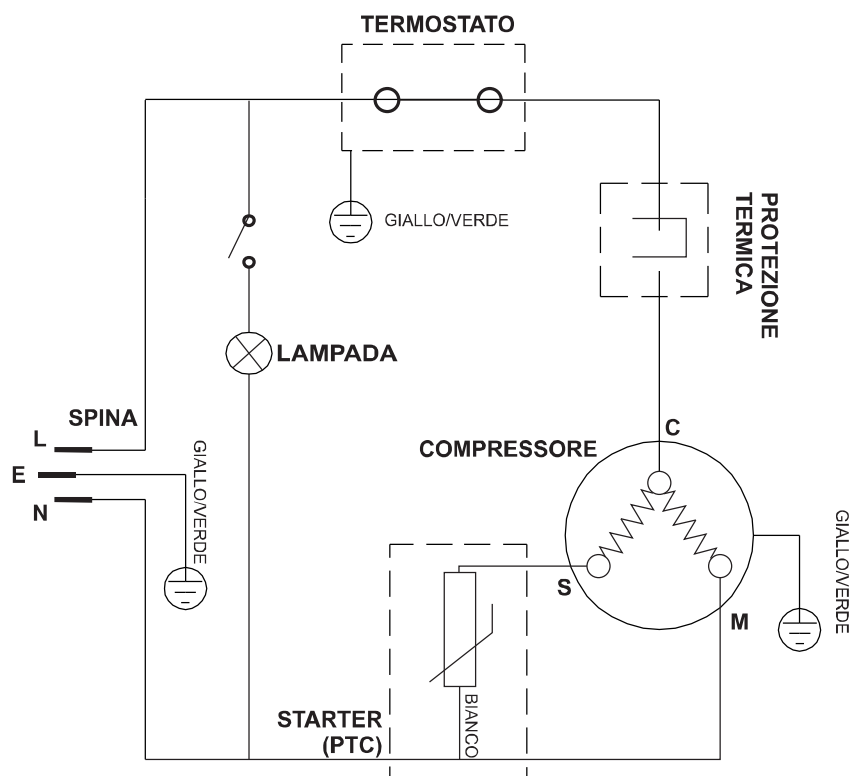 TERMOSTATO
GIALLO/VERDE
PROTEZIONE
TERMICA
LAMPADA
SPINA
L
E
N
GIALLO/VERDE
C
COMPRESSORE
S
M
GIALLO/VERDE
STARTER
(PTC)
BIANCO